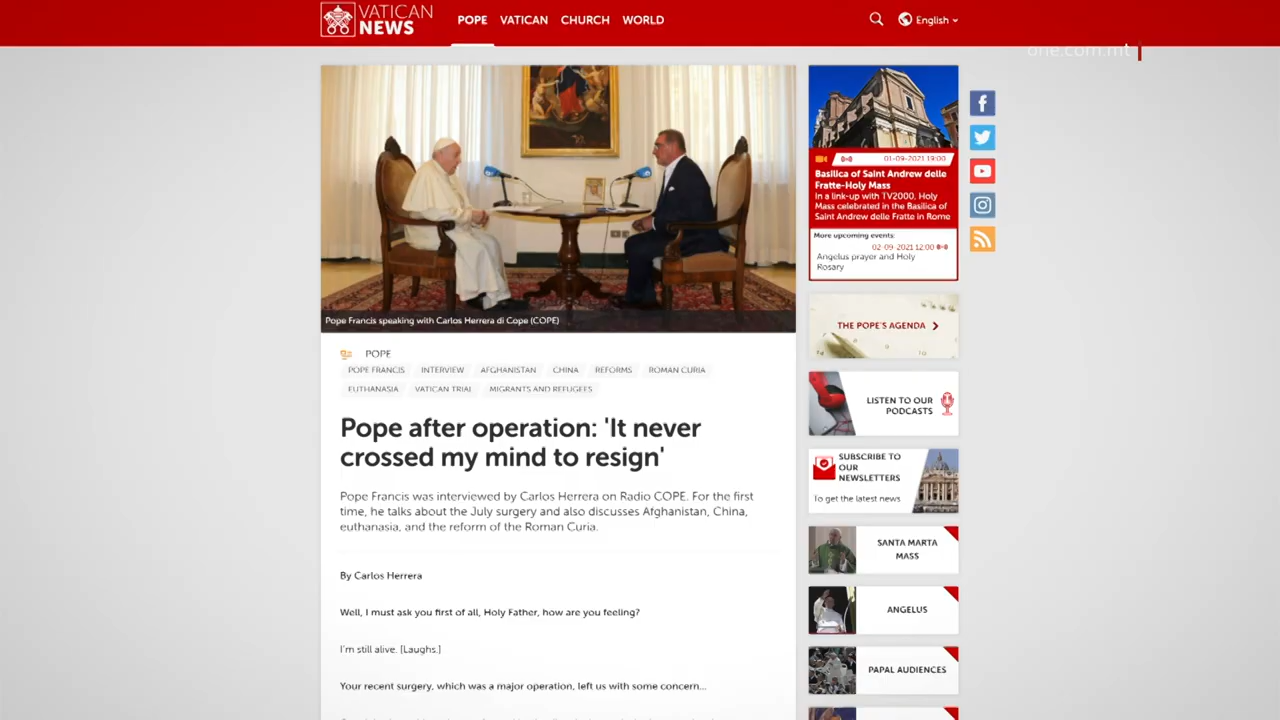 VATICAN
NEWS
POPE VATICAN CHURCH WORLD
English
one.com.mt
Pope Francis speaking with Carlos Herrera di Cope (COPE)
POPE
POPE FRANCIS INTERVIEW AFGHANISTAN CHINA REFORMS ROMAN CURIA
EUTHANASIA VATICAN TRIAL MIGRANTS AND REFUGEES
Pope after operation: 'It never
crossed my mind to resign'
Pope Francis was interviewed by Carlos Herrera on Radio COPE. For the first
time, he talks about the July surgery and also discusses Afghanistan, China,
euthanasia, and the reform of the Roman Curia.
By Carlos Herrera
Well, I must ask you first of all, Holy Father, how are you feeling?
I'm still alive. [Laughs.]
Your recent surgery, which was a major operation, left us with some concern...
01-09-2021 19:00
Basilica of Saint Andrew delle
Fratte-Holy Mass
In a link-up with TV2000, Holy
Mass celebrated in the Basilica of
Saint Andrew delle Fratte in Rome
More upcoming events:
02-09-2021 12:00
Angelus prayer and Holy
Rosary
THE POPE'S AGENDA
LISTEN TO OUR
PODCASTS
SUBSCRIBE TO
OUR
NEWSLETTERS
To get the latest news
SANTA MARTA
MASS
ANGELUS
PAPAL AUDIENCES